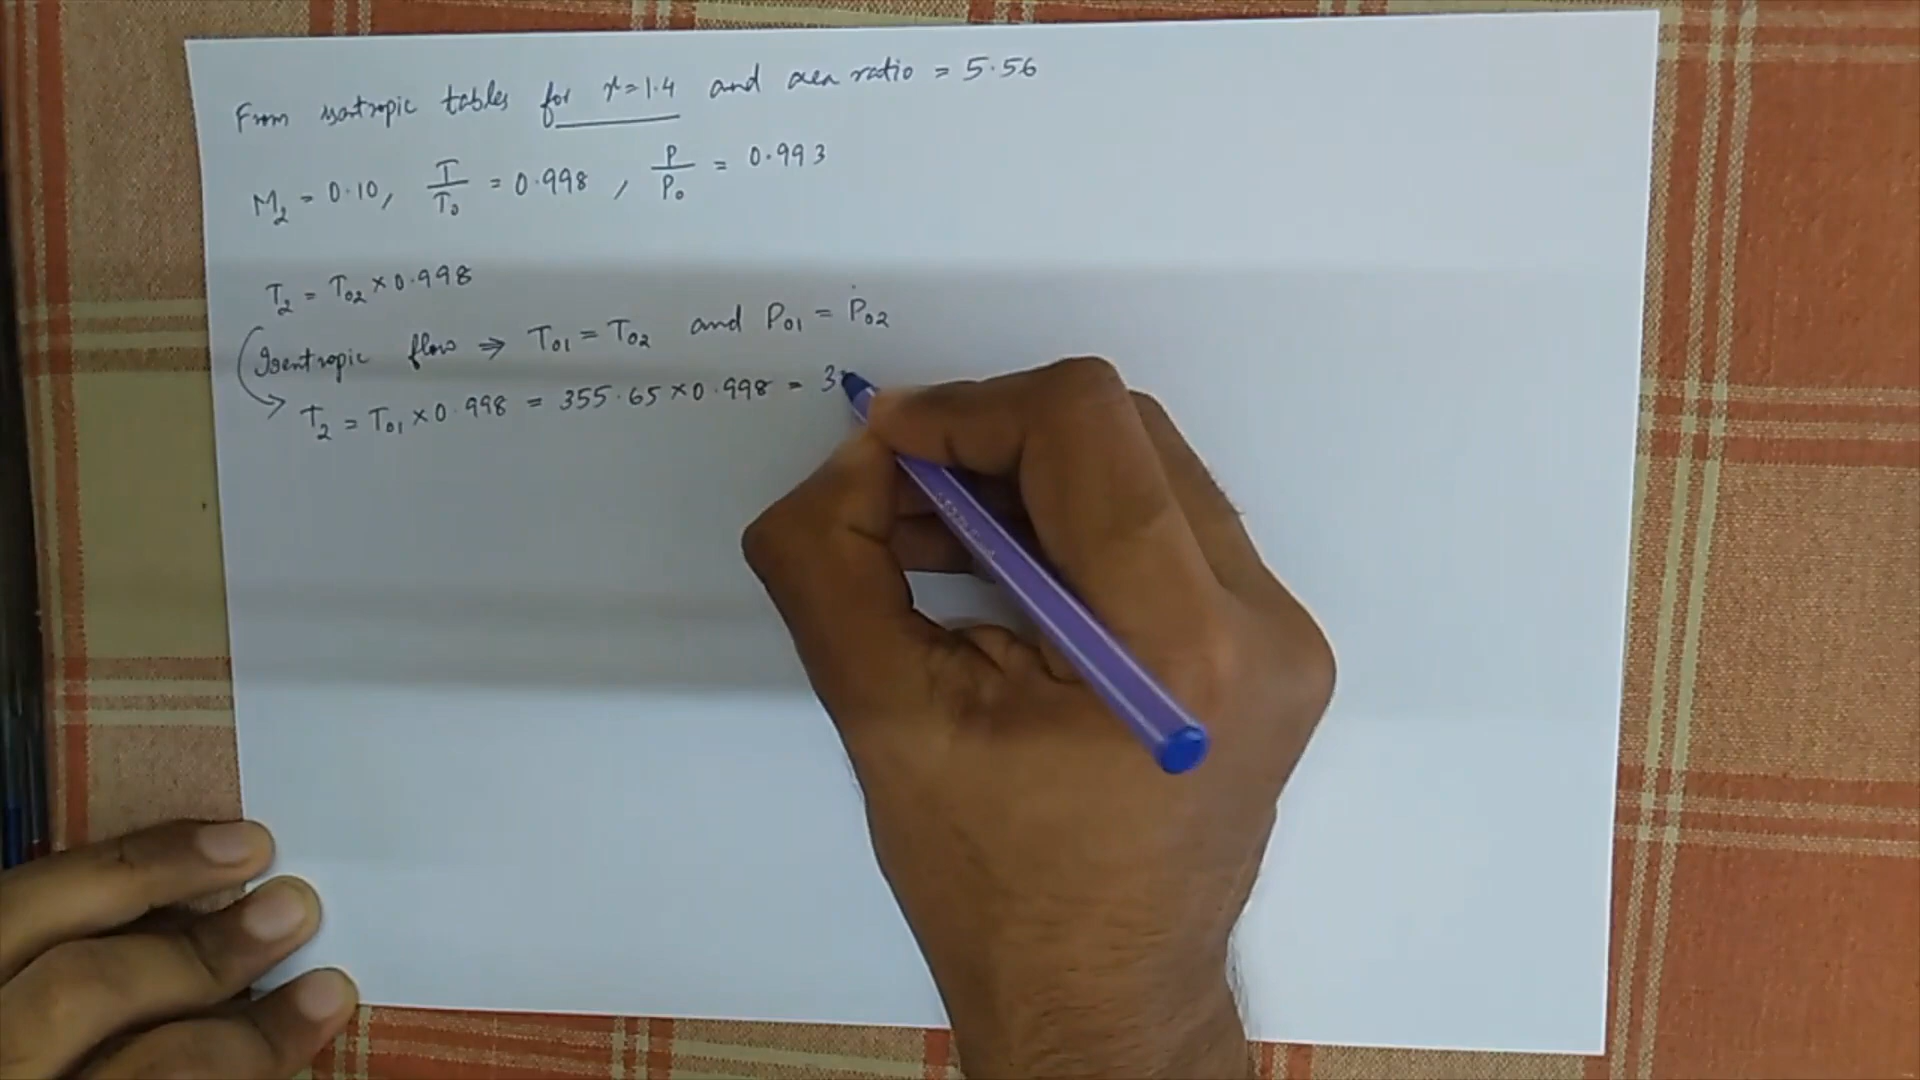 From isentropic tables for γ=1.4 and area ratio = 5.56
M₂ = 0.10, T/T₀ = 0.998, P/P₀ = 0.993
T₂ = T₀₂ × 0.998
Isentropic flow ⇒ T₀₁ = T₀₂ and P₀₁ = P₀₂
T₂ = T₀₁ × 0.998 = 355.65 × 0.998 = 3